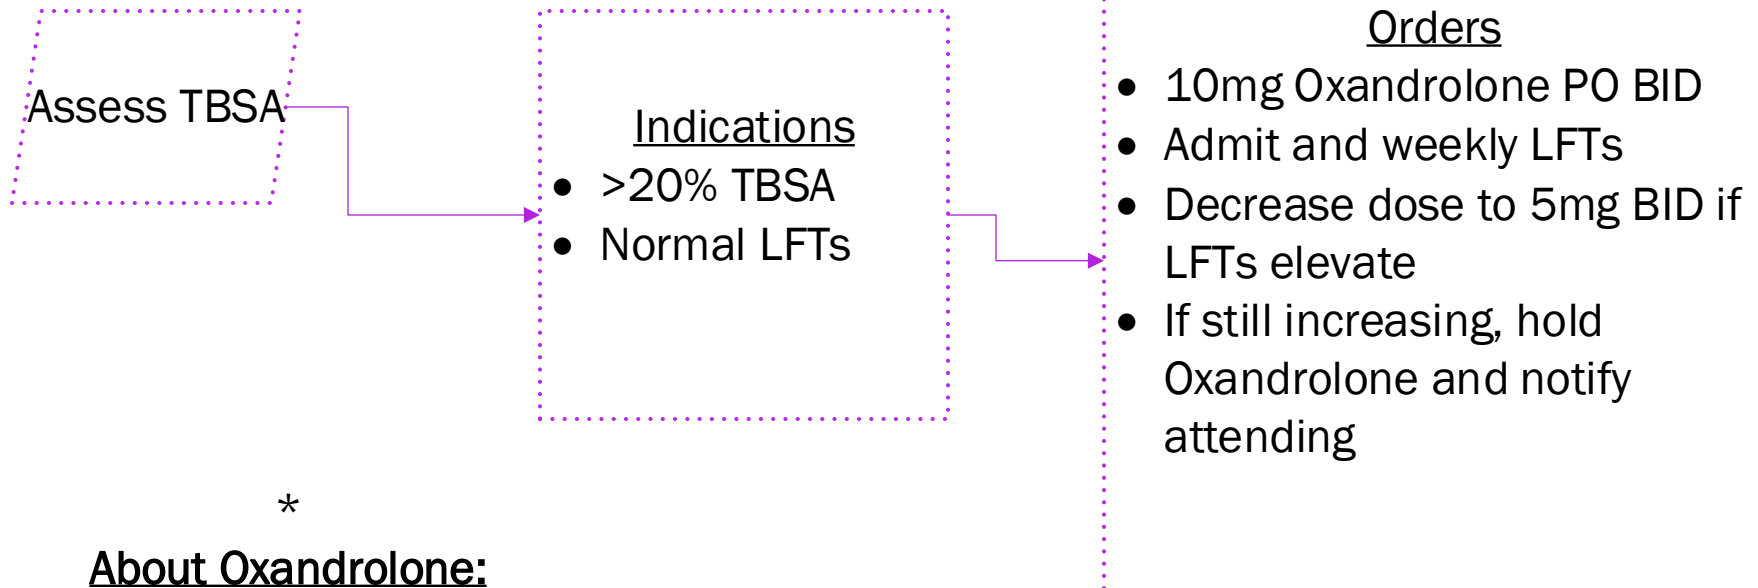 Assess TBSA
Indications
• >20% TBSA
• Normal LFTs
Orders
• 10mg Oxandrolone PO BID
• Admit and weekly LFTs
• Decrease dose to 5mg BID if
LFTs elevate
• If still increasing, hold
Oxandrolone and notify
attending
*
About Oxandrolone: